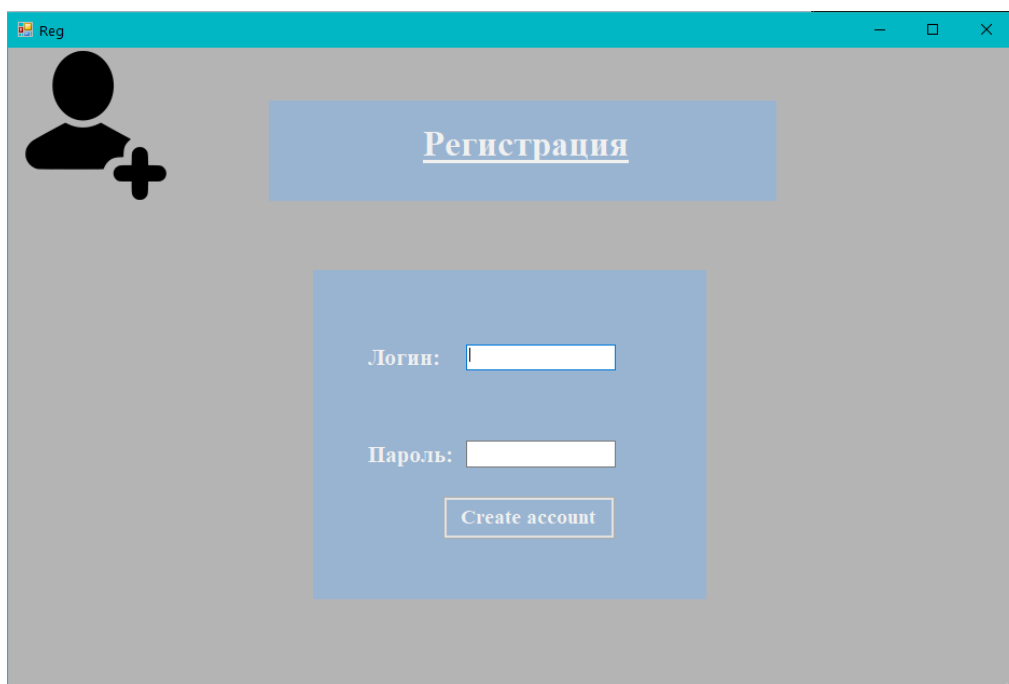 Reg
Регистрация
Логин:
Пароль:
Create account